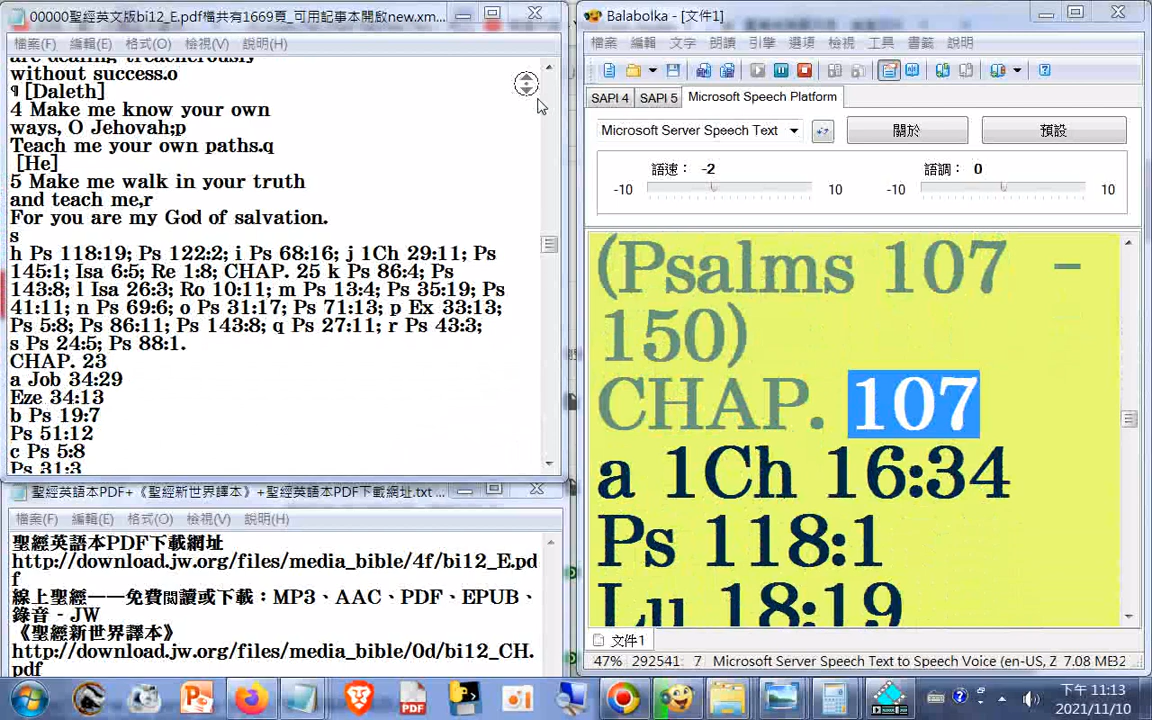 00000聖經英文版bi12_E.pdf檔共有1669頁_可用記事本開啟new.xm...
檔案(F) 編輯(E) 格式(O) 檢視(V) 說明(H)
are dealing treacherously
without success.o
¶ [Daleth]
4 Make me know your own
ways, O Jehovah;p
Teach me your own paths.q
[He]
5 Make me walk in your truth
and teach me,r
For you are my God of salvation.
s
h Ps 118:19; Ps 122:2; i Ps 68:16; j 1Ch 29:11; Ps
145:1; Isa 6:5; Re 1:8; CHAP. 25 k Ps 86:4; Ps
143:8; l Isa 26:3; Ro 10:11; m Ps 13:4; Ps 35:19; Ps
41:11; n Ps 69:6; o Ps 31:17; Ps 71:13; p Ex 33:13;
Ps 5:8; Ps 86:11; Ps 143:8; q Ps 27:11; r Ps 43:3;
s Ps 24:5; Ps 88:1.
CHAP. 23
a Job 34:29
Eze 34:13
b Ps 19:7
Ps 51:12
c Ps 5:8
Ps 31:3
聖經英語本PDF+《聖經新世界譯本》+聖經英語本PDF下載網址.txt ...
檔案(F) 編輯(E) 格式(O) 檢視(V) 說明(H)
聖經英語本PDF下載網址
http://download.jw.org/files/media_bible/4f/bi12_E.pd
f
線上聖經——免費閱讀或下載：MP3、AAC、PDF、EPUB、
錄音 - JW
《聖經新世界譯本》
http://download.jw.org/files/media_bible/0d/bi12_CH.
pdf
Balabolka - [文件1]
檔案 編輯 文字 朗讀 引擎 選項 檢視 工具 書籤 說明
SAPI 4 SAPI 5 Microsoft Speech Platform
Microsoft Server Speech Text 關於 預設
語速： -2 語調： 0
-10 10 -10 10
(Psalms 107 -
150)
CHAP. 107
a 1Ch 16:34
Ps 118:1
Lu 18:19
文件1
47% 292541: 7 Microsoft Server Speech Text to Speech Voice (en-US, Z 7.08 MB2
PDF
下午 11:13
2021/11/10